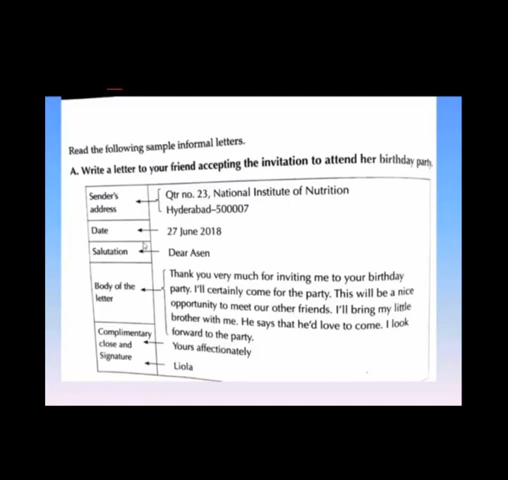 Read the following sample informal letters.
A. Write a letter to your friend accepting the invitation to attend her birthday party.
Sender's
address
Qtr no. 23, National Institute of Nutrition
Hyderabad–500007
Date
27 June 2018
Salutation
Dear Asen
Body of the
letter
Thank you very much for inviting me to your birthday
party. I'll certainly come for the party. This will be a nice
opportunity to meet our other friends. I'll bring my little
brother with me. He says that he'd love to come. I look
forward to the party.
Complimentary
close and
Signature
Yours affectionately
Liola